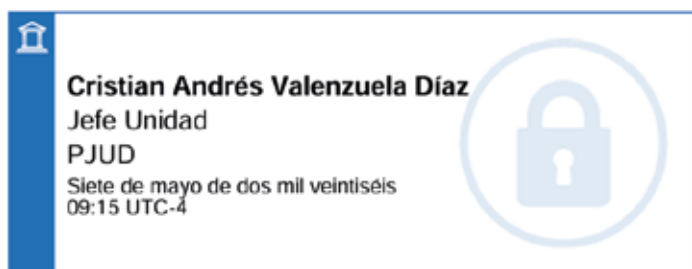 Cristian Andrés Valenzuela Díaz
Jefe Unidad
PJUD
Siete de mayo de dos mil veintiséis
09:15 UTC-4